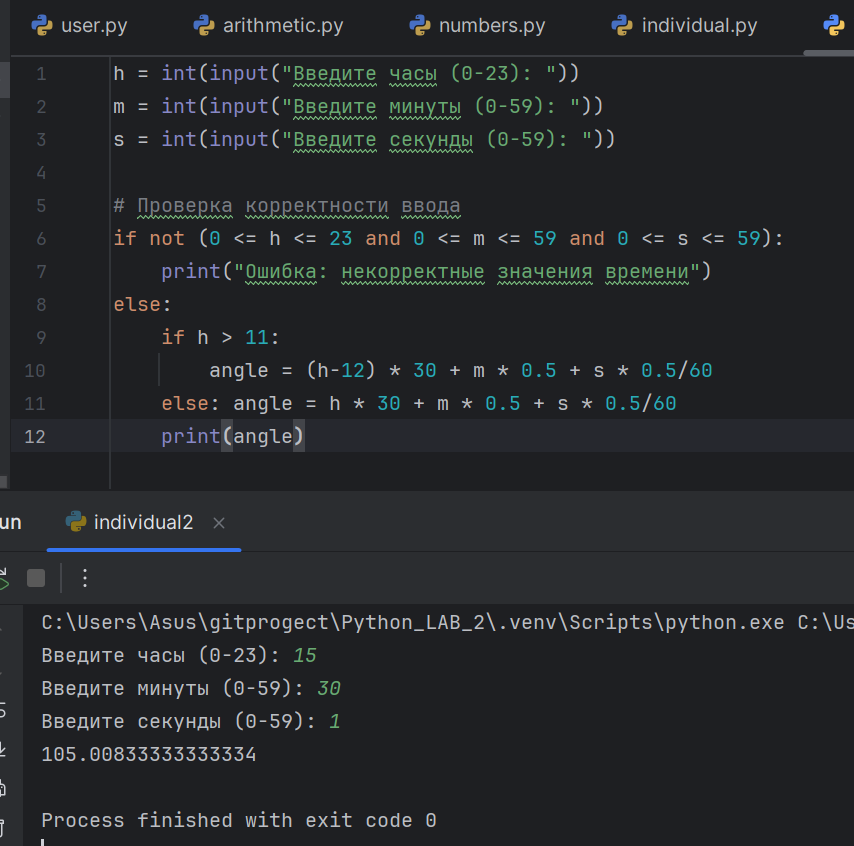 user.py arithmetic.py numbers.py individual.py
1 h = int(input("Введите часы (0-23): "))
2 m = int(input("Введите минуты (0-59): "))
3 s = int(input("Введите секунды (0-59): "))
4
5 # Проверка корректности ввода
6 if not (0 <= h <= 23 and 0 <= m <= 59 and 0 <= s <= 59):
7 print("Ошибка: некорректные значения времени")
8 else:
9 if h > 11:
10 angle = (h-12) * 30 + m * 0.5 + s * 0.5/60
11 else: angle = h * 30 + m * 0.5 + s * 0.5/60
12 print(angle)
un individual2
C:\Users\Asus\gitprogect\Python_LAB_2\.venv\Scripts\python.exe C:\Us
Введите часы (0-23): 15
Введите минуты (0-59): 30
Введите секунды (0-59): 1
105.00833333333334
Process finished with exit code 0